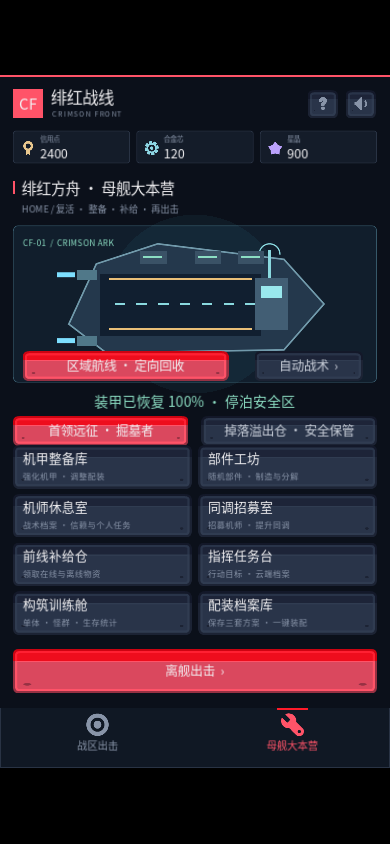 CF
绯红战线
CRIMSON FRONT
?
信用点
2400
合金芯
120
星晶
900
绯红方舟 · 母舰大本营
HOME/复活 · 整备 · 补给 · 再出击
CF-01 / CRIMSON ARK
区域航线 · 定向回收
自动战术 ›
装甲已恢复 100% · 停泊安全区
首领远征 · 掘墓者
掉落溢出仓 · 安全保管
机甲整备库
强化机甲 · 调整配装
部件工坊
随机部件 · 制造与分解
机师休息室
战术档案 · 信赖与个人任务
同调招募室
招募机师 · 提升同调
前线补给仓
领取在线与离线物资
指挥任务台
行动目标 · 云端档案
构筑训练舱
单体 · 怪群 · 生存统计
配装档案库
保存三套方案 · 一键装配
离舰出击 ›
战区出击
母舰大本营